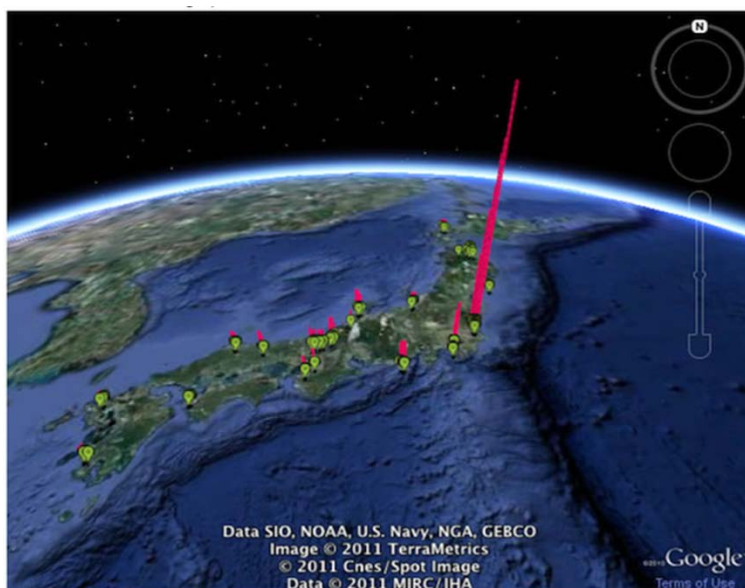 N
Data SIO, NOAA, U.S. Navy, NGA, GEBCO
Image © 2011 TerraMetrics
© 2011 Cnes/Spot Image
Data © 2011 MIRC/JHA
©2010 Google
Terms of Use